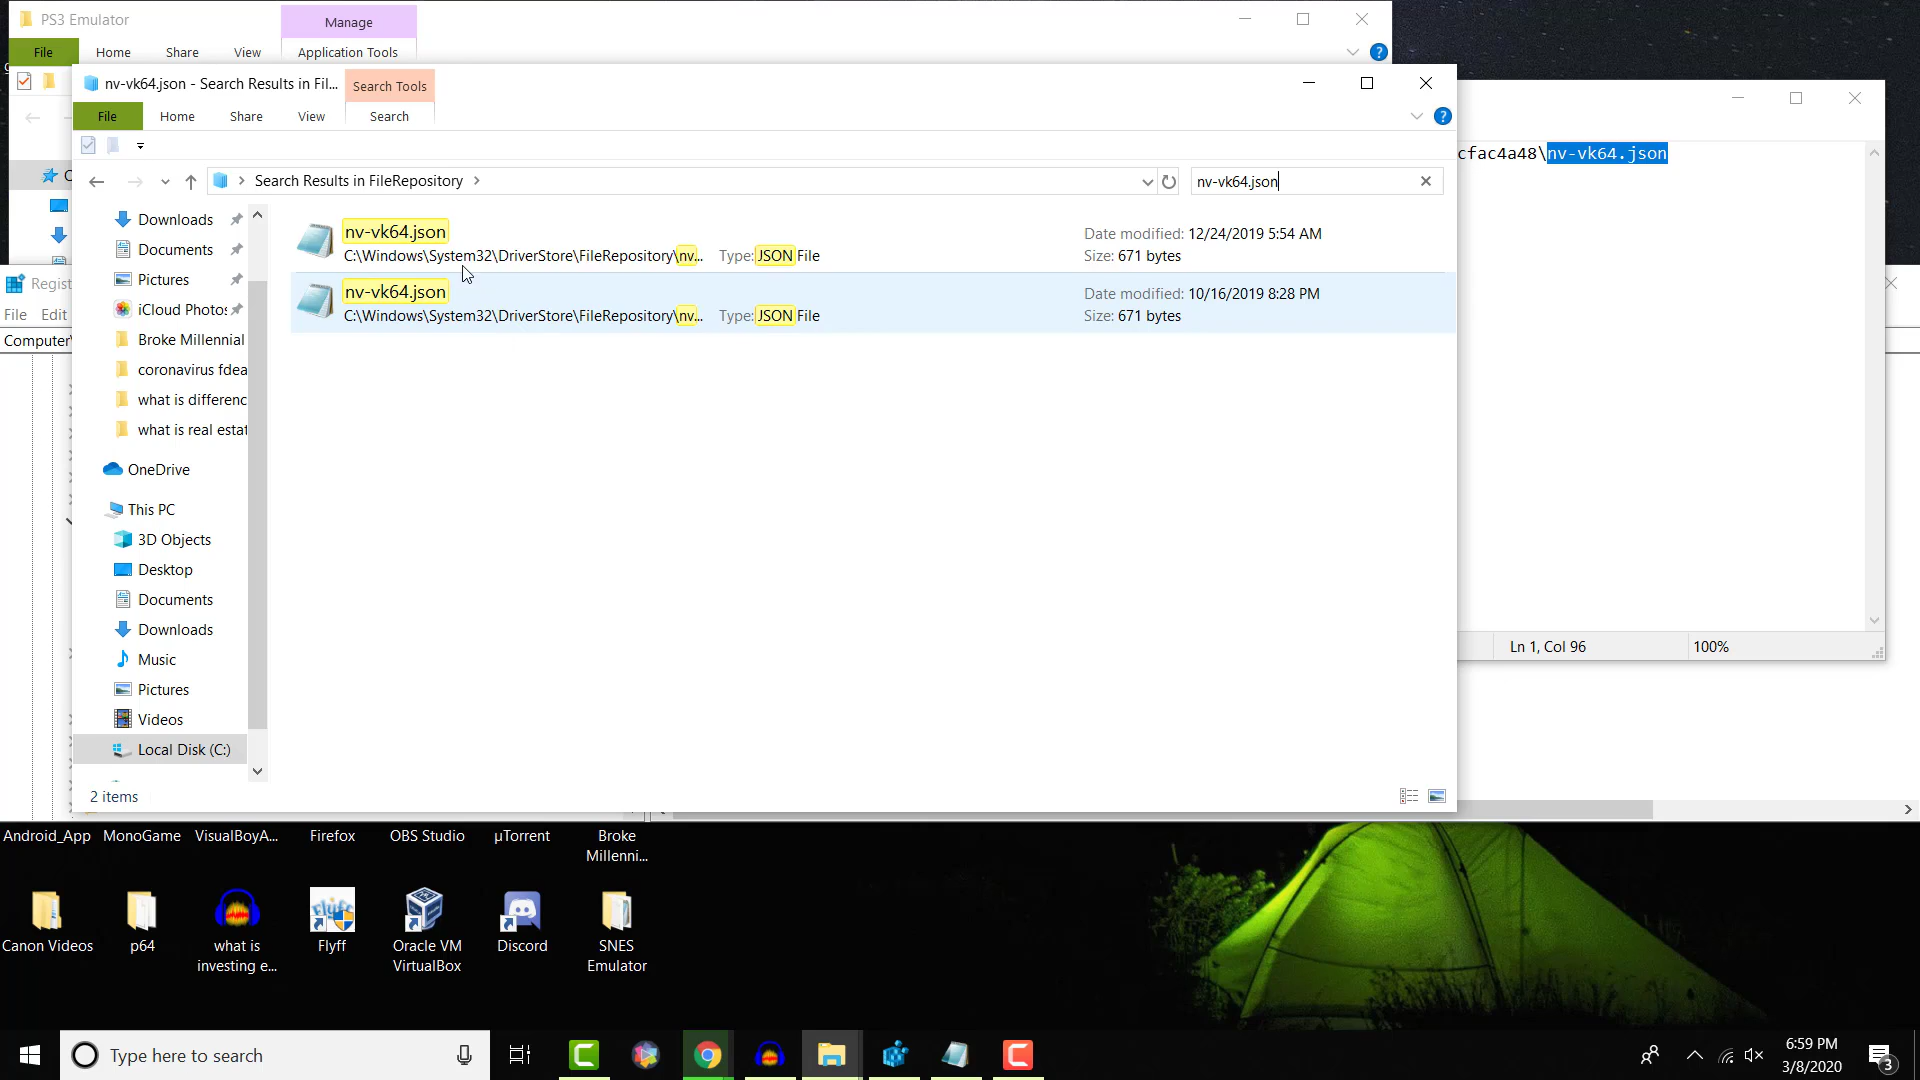 PS3 Emulator
Manage
File
Home
Share
View
Application Tools
nv-vk64.json - Search Results in Fil...
Search Tools
File
Home
Share
View
Search
Search Results in FileRepository
nv-vk64.json
cfac4a48\nv-vk64.json
Downloads
Documents
Pictures
iCloud Photos
Broke Millennial
coronavirus fdea
what is differenc
what is real estat
OneDrive
This PC
3D Objects
Desktop
Documents
Downloads
Music
Pictures
Videos
Local Disk (C:)
nv-vk64.json
C:\Windows\System32\DriverStore\FileRepository\nv...
Type: JSON File
Date modified: 12/24/2019 5:54 AM
Size: 671 bytes
nv-vk64.json
C:\Windows\System32\DriverStore\FileRepository\nv...
Type: JSON File
Date modified: 10/16/2019 8:28 PM
Size: 671 bytes
2 items
Regist
File
Edit
Computer\
Ln 1, Col 96
100%
Android_App
MonoGame
VisualBoyA...
Firefox
OBS Studio
µTorrent
Broke
Millenni...
Canon Videos
p64
what is
investing e...
Flyff
Flyff
Oracle VM
VirtualBox
Discord
SNES
Emulator
Type here to search
6:59 PM
3/8/2020
3